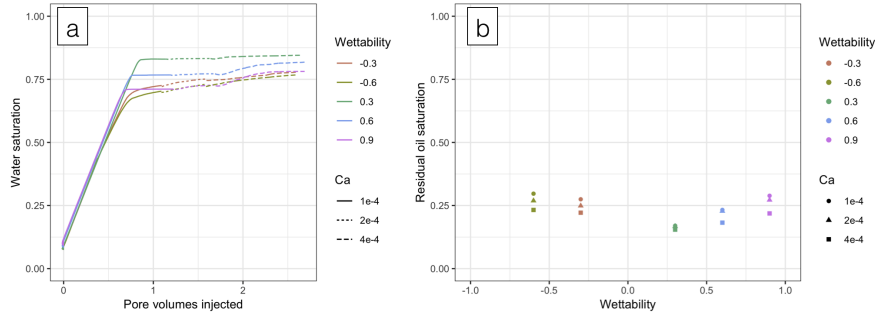 a
1.00
0.75
0.50
0.25
0.00
Water saturation
0
1
2
Pore volumes injected
Wettability
-0.3
-0.6
0.3
0.6
0.9
Ca
1e-4
2e-4
4e-4
b
1.00
0.75
0.50
0.25
0.00
Residual oil saturation
-1.0
-0.5
0.0
0.5
1.0
Wettability
Wettability
-0.3
-0.6
0.3
0.6
0.9
Ca
1e-4
2e-4
4e-4